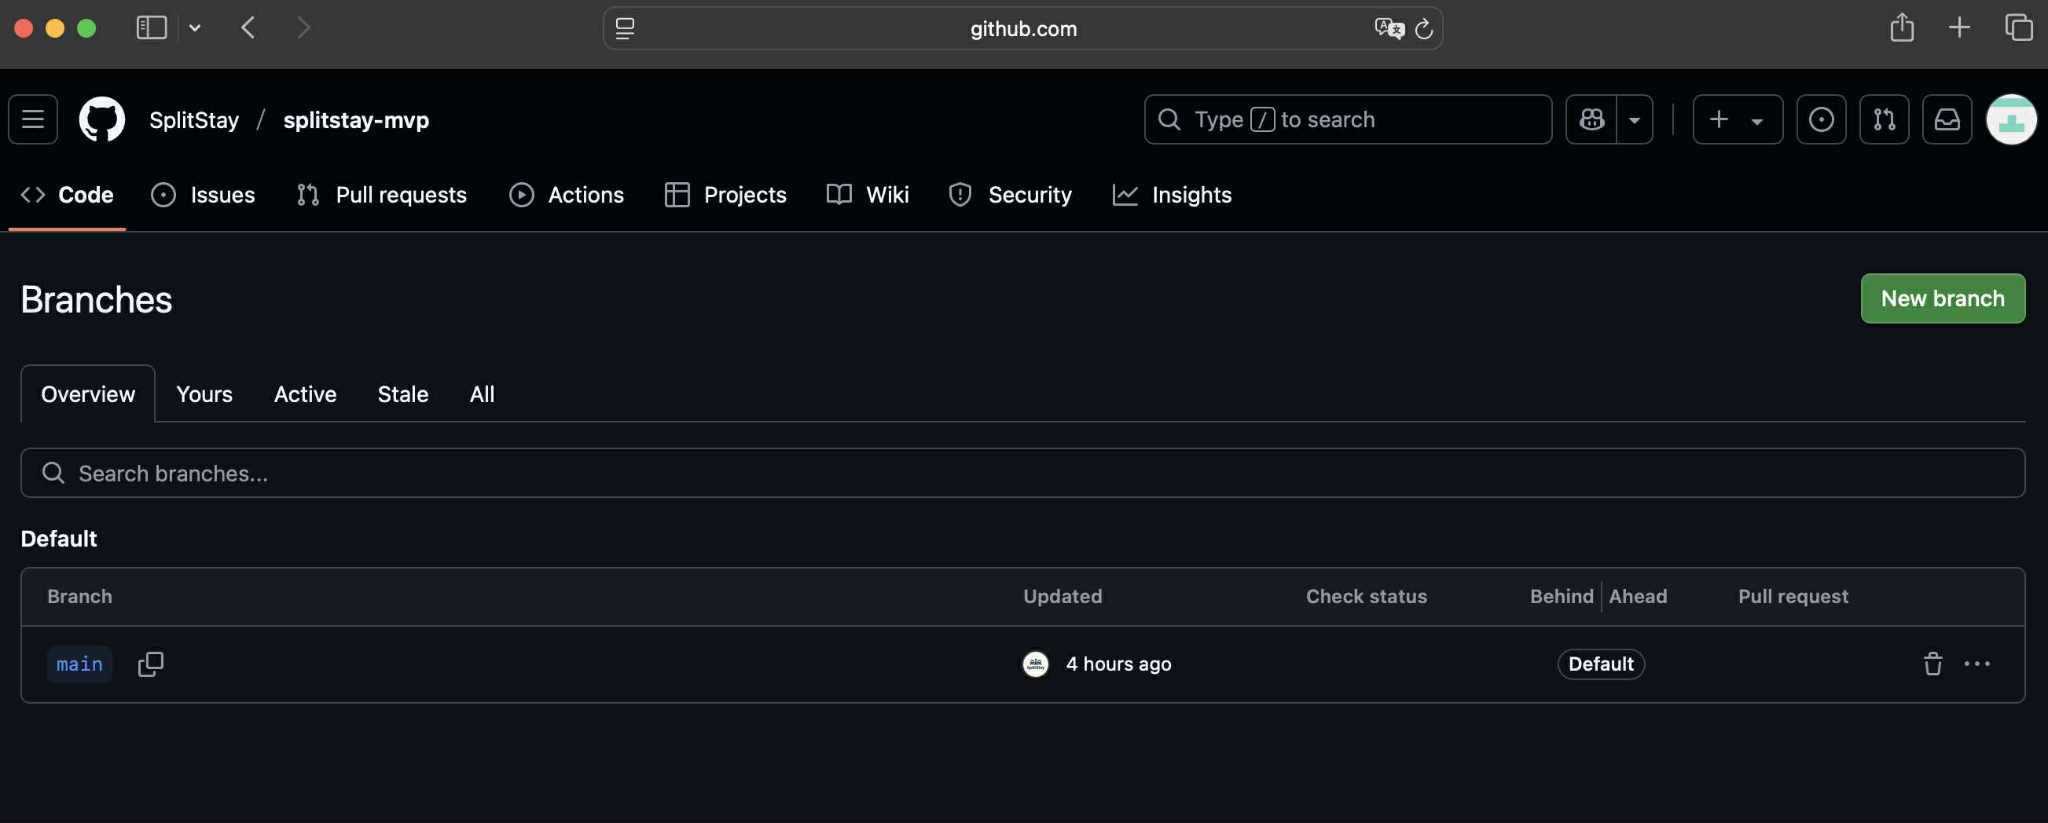 github.com
SplitStay / splitstay-mvp
Type / to search
Code Issues Pull requests Actions Projects Wiki Security Insights
Branches
New branch
Overview Yours Active Stale All
Search branches...
Default
Branch Updated Check status Behind Ahead Pull request
main 4 hours ago Default